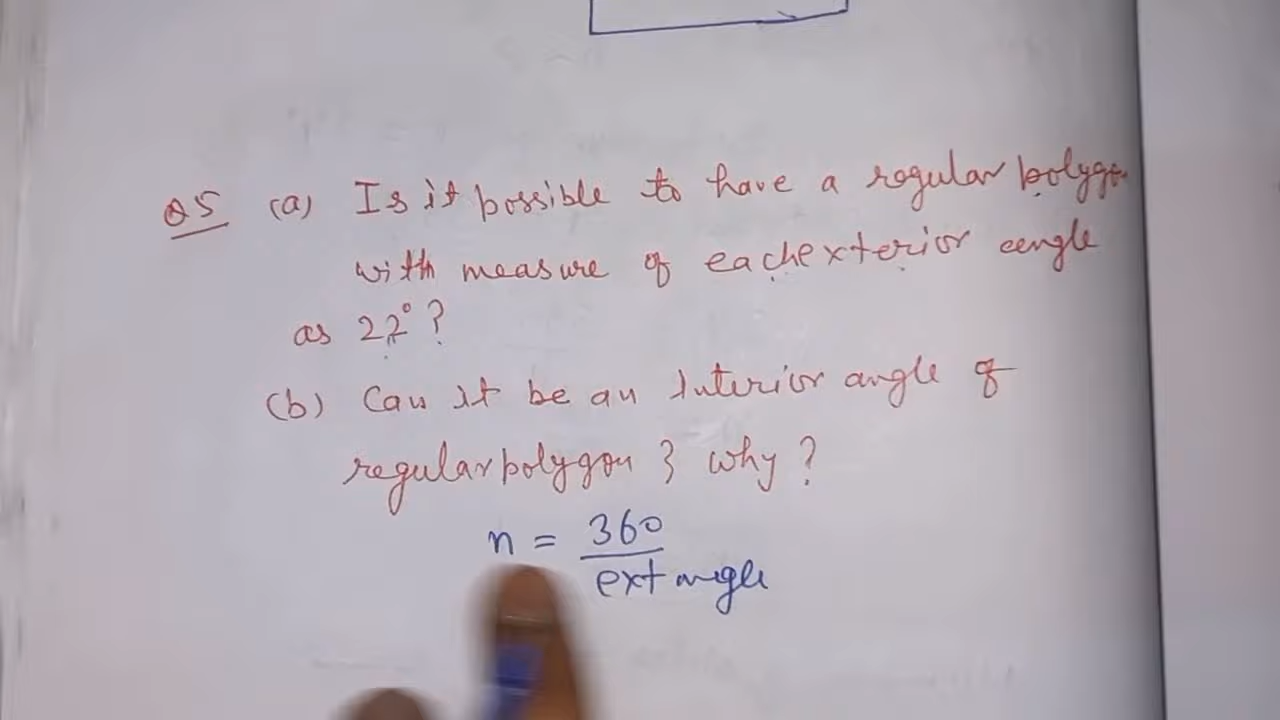 Q5 (a) Is it possible to have a regular polygon
with measure of each exterior angle
as 22° ?
(b) Can it be an Interior angle of
regular polygon ? why ?
n = 360
ext angle